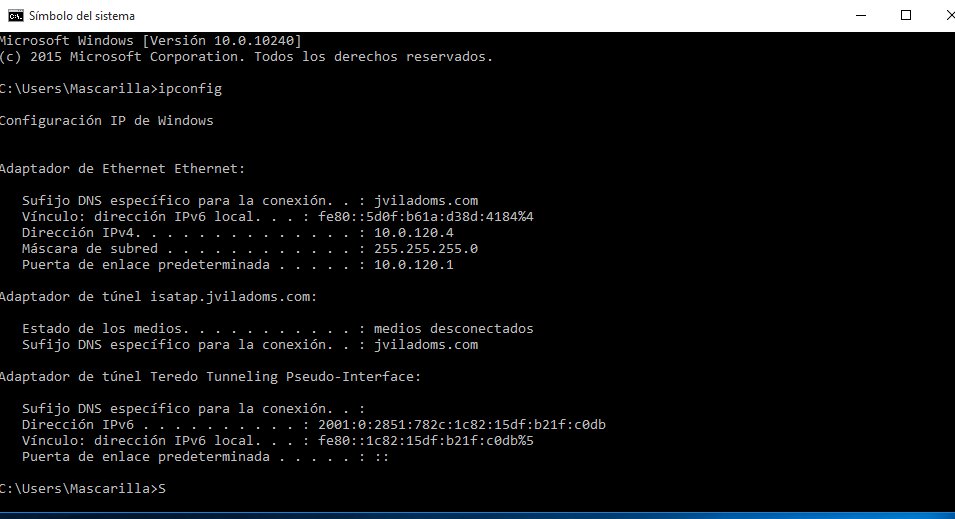 Símbolo del sistema
Microsoft Windows [Versión 10.0.10240]
(c) 2015 Microsoft Corporation. Todos los derechos reservados.
C:\Users\Mascarilla>ipconfig
Configuración IP de Windows
Adaptador de Ethernet Ethernet:
Sufijo DNS específico para la conexión. . : jviladoms.com
Vínculo: dirección IPv6 local. . . : fe80::5d0f:b61a:d38d:4184%4
Dirección IPv4. . . . . . . . . . . . . . : 10.0.120.4
Máscara de subred . . . . . . . . . . . . : 255.255.255.0
Puerta de enlace predeterminada . . . . . : 10.0.120.1
Adaptador de túnel isatap.jviladoms.com:
Estado de los medios. . . . . . . . . . . : medios desconectados
Sufijo DNS específico para la conexión. . : jviladoms.com
Adaptador de túnel Teredo Tunneling Pseudo-Interface:
Sufijo DNS específico para la conexión. . :
Dirección IPv6 . . . . . . . . . . : 2001:0:2851:782c:1c82:15df:b21f:c0db
Vínculo: dirección IPv6 local. . . : fe80::1c82:15df:b21f:c0db%5
Puerta de enlace predeterminada . . . . . : ::
C:\Users\Mascarilla>S